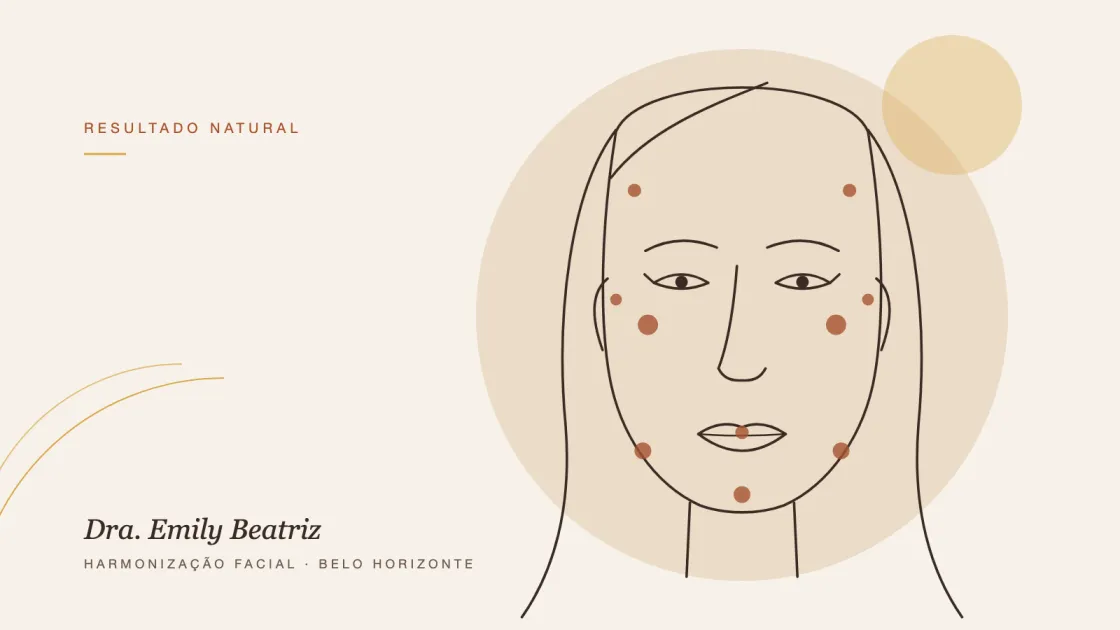 RESULTADO NATURAL
Dra. Emily Beatriz
HARMONIZAÇÃO FACIAL · BELO HORIZONTE